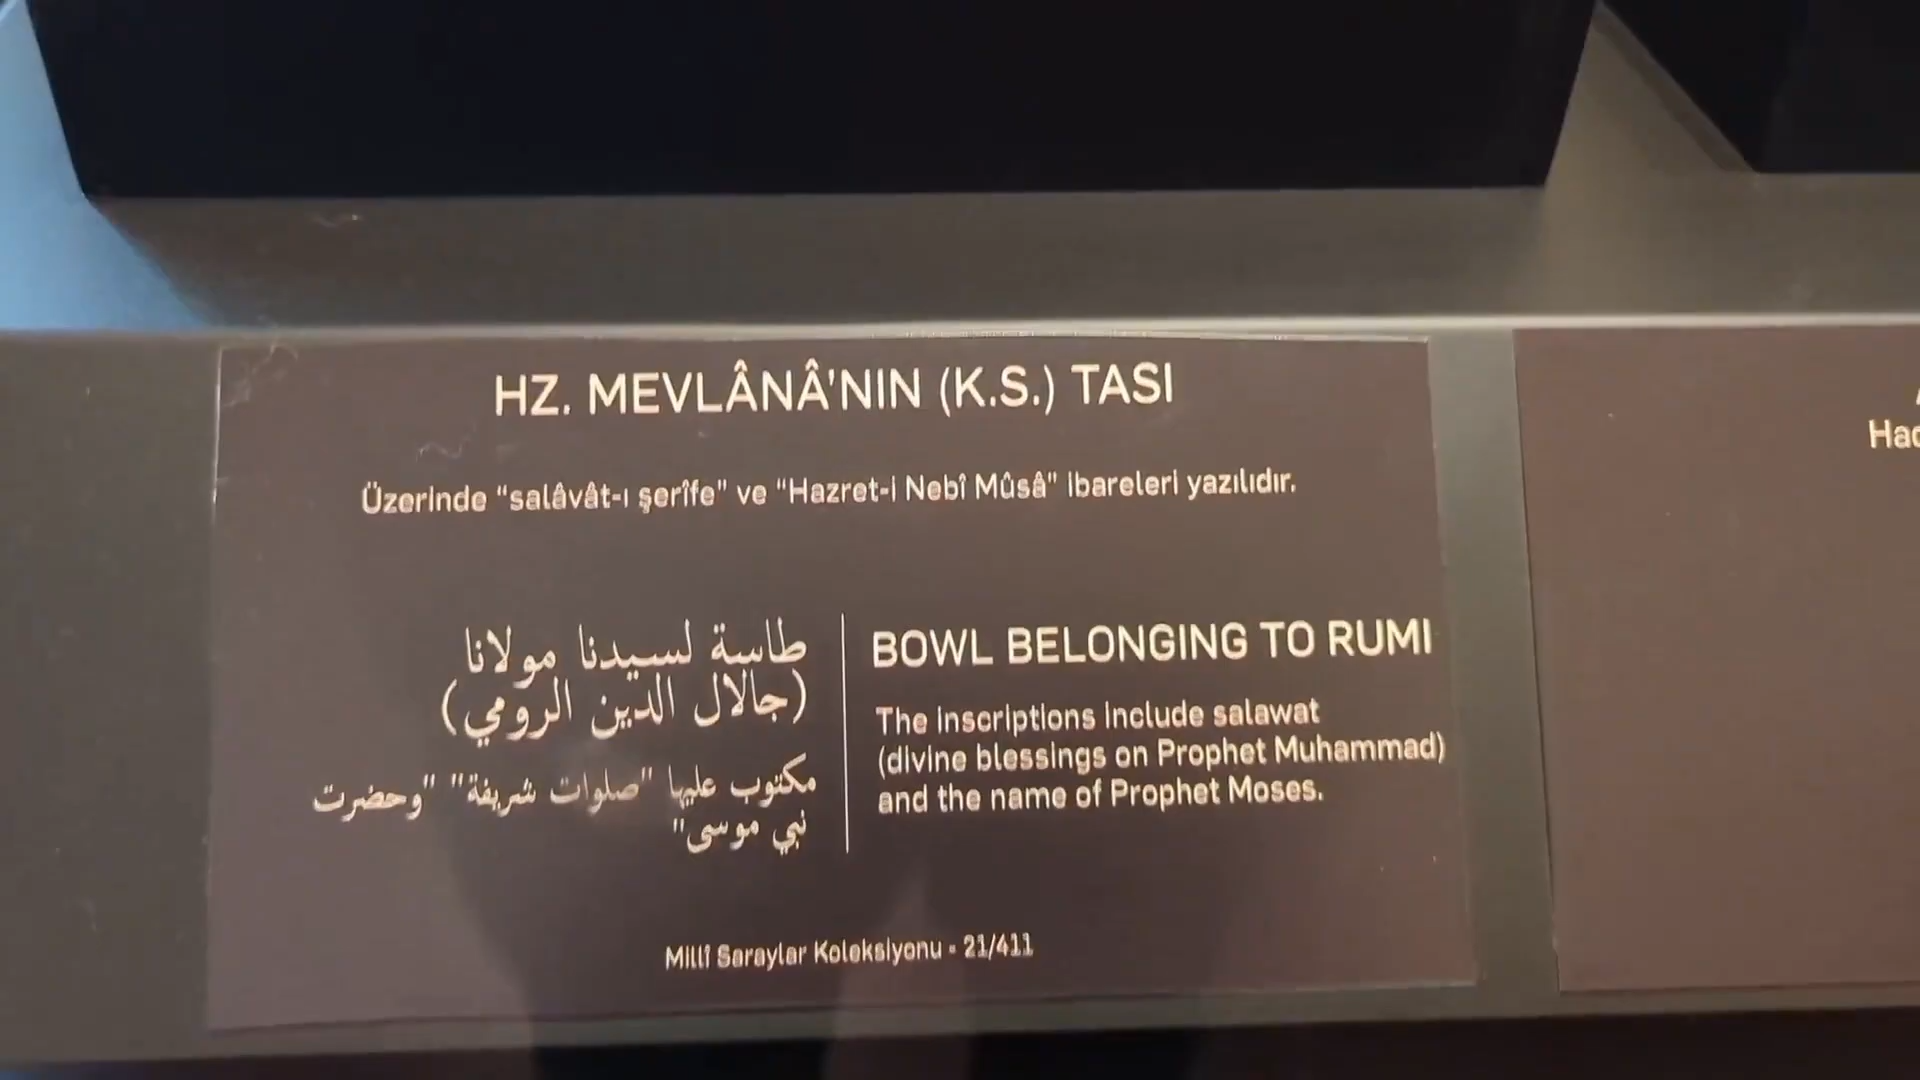 HZ. MEVLÂNÂ'NIN (K.S.) TASI
Üzerinde "salâvât-ı şerîfe" ve "Hazret-i Nebî Mûsâ" ibareleri yazılıdır.
طاسة لسيدنا مولانا
(جالال الدين الرومي)
مكتوب عليها "صلوات شريفة" "وحضرت
نبي موسى"
BOWL BELONGING TO RUMI
The inscriptions include salawat
(divine blessings on Prophet Muhammad)
and the name of Prophet Moses.
Millî Saraylar Koleksiyonu - 21/411